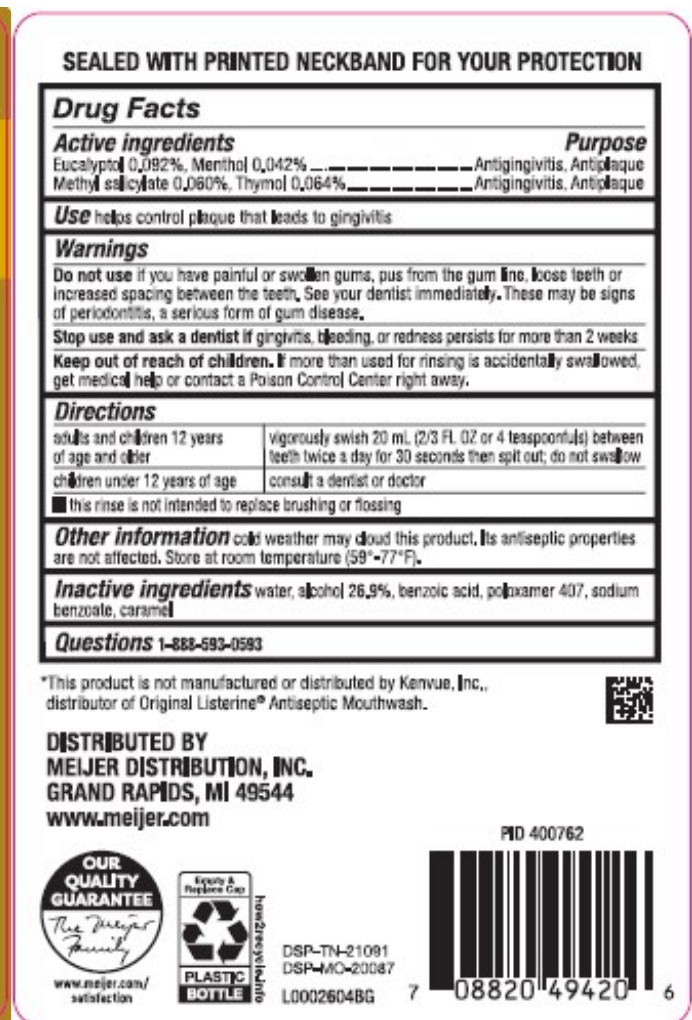 SEALED WITH PRINTED NECKBAND FOR YOUR PROTECTION
Drug Facts
Active ingredients Purpose
Eucalyptol 0.092%, Menthol 0.042% Antigingivitis, Antiplaque
Methyl salicylate 0.060%, Thymol 0.064% Antigingivitis, Antiplaque
Use helps control plaque that leads to gingivitis
Warnings
Do not use if you have painful or swollen gums, pus from the gum line, loose teeth or
increased spacing between the teeth. See your dentist immediately. These may be signs
of periodontitis, a serious form of gum disease.
Stop use and ask a dentist if gingivitis, bleeding, or redness persists for more than 2 weeks
Keep out of reach of children. If more than used for rinsing is accidentally swallowed,
get medical help or contact a Poison Control Center right away.
Directions
adults and children 12 years
of age and older
vigorously swish 20 mL (2/3 FL OZ or 4 teaspoonfuls) between
teeth twice a day for 30 seconds then spit out; do not swallow
children under 12 years of age consult a dentist or doctor
■ this rinse is not intended to replace brushing or flossing
Other information cold weather may cloud this product. Its antiseptic properties
are not affected. Store at room temperature (59°-77°F).
Inactive ingredients water, alcohol 26.9%, benzoic acid, poloxamer 407, sodium
benzoate, caramel
Questions 1-888-593-0593
*This product is not manufactured or distributed by Kenvue, Inc.,
distributor of Original Listerine® Antiseptic Mouthwash.
DISTRIBUTED BY
MEIJER DISTRIBUTION, INC.
GRAND RAPIDS, MI 49544
www.meijer.com
OUR
QUALITY
GUARANTEE
The Meijer
Family
www.meijer.com/
satisfaction
Empty &
Replace Cap
PLASTIC
BOTTLE
how2recycle.info
DSP-TN-21091
DSP-MO-20087
L0002604BG
PID 400762
7 08820 49420 6